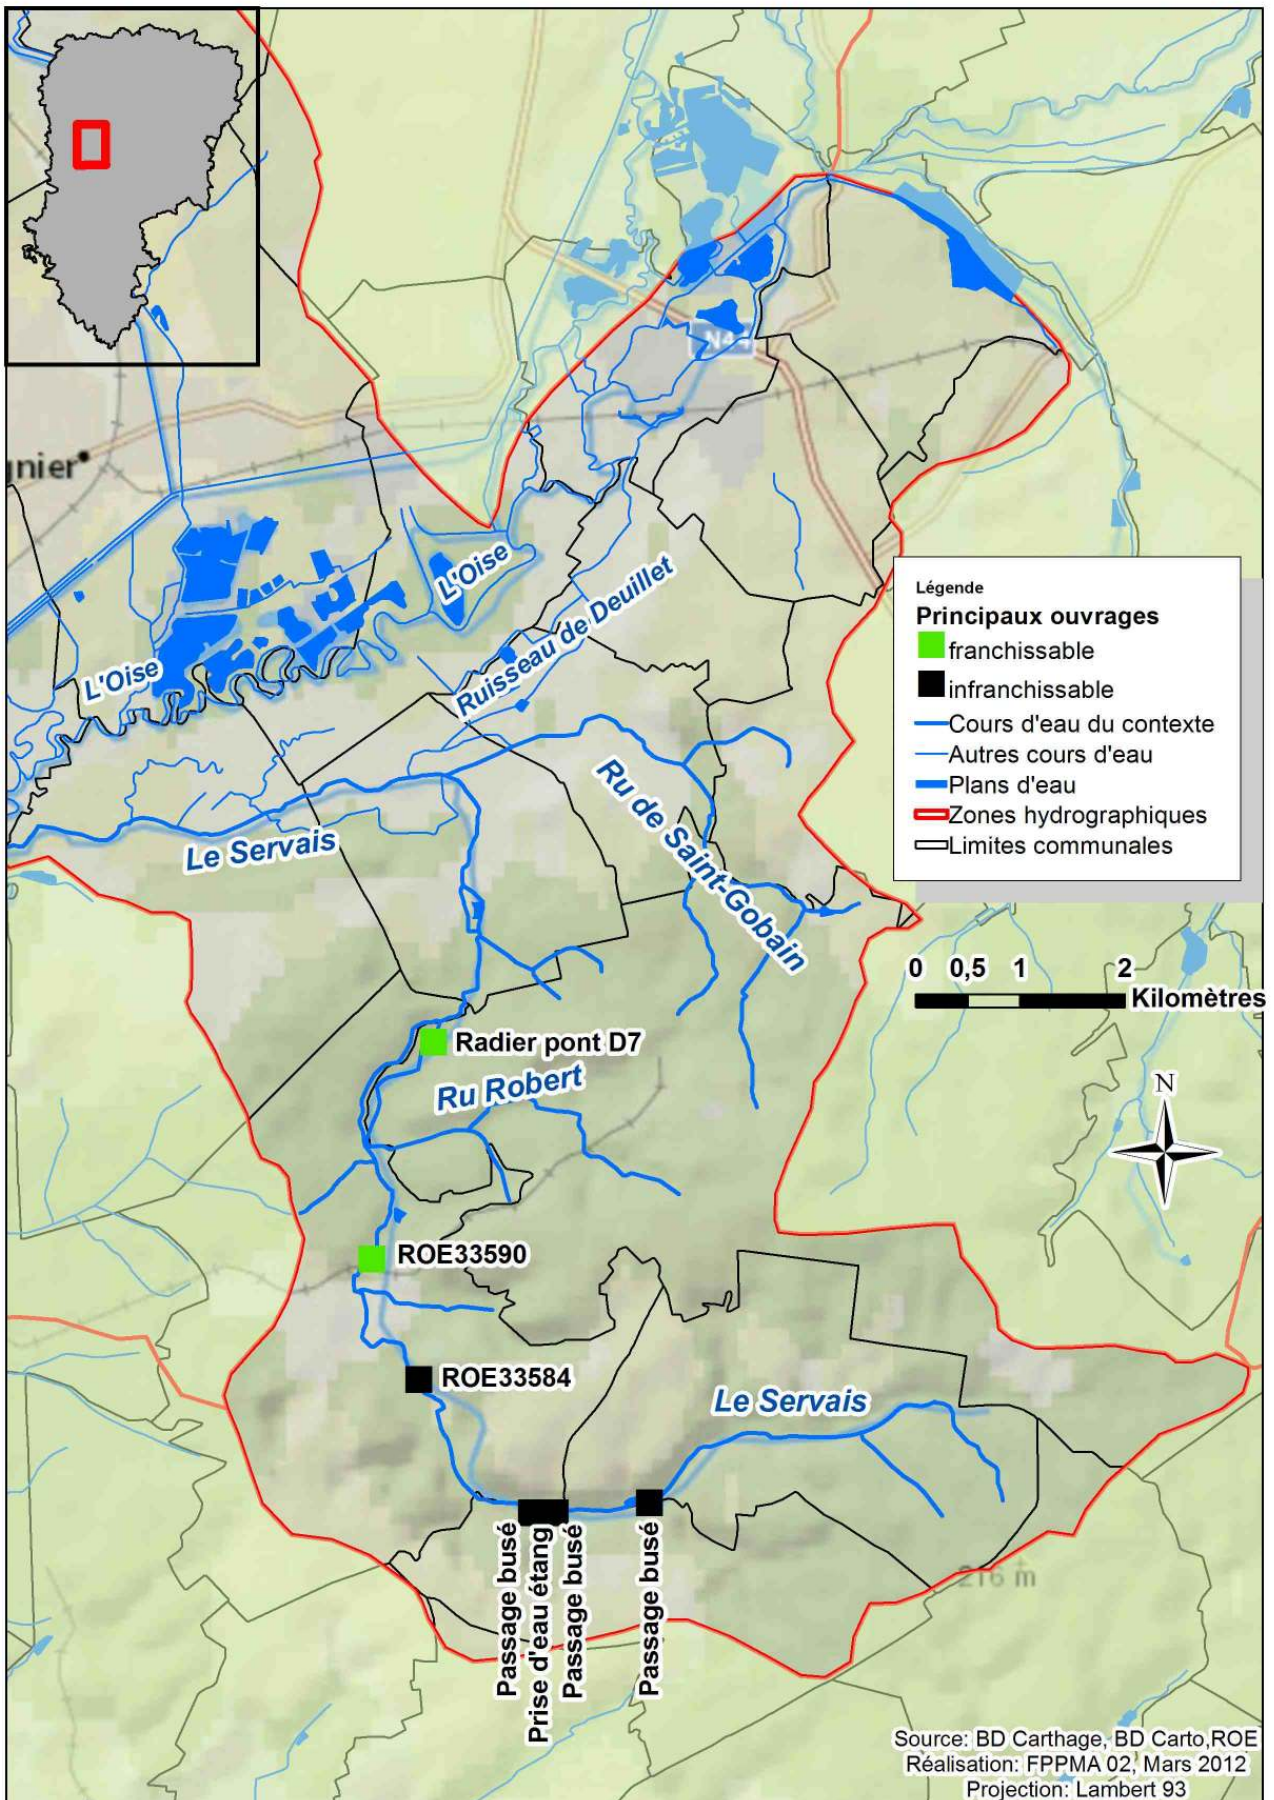 N44
gnier
L'Oise
L'Oise
Ruisseau de Deuillet
Légende
Principaux ouvrages
franchissable
infranchissable
Cours d'eau du contexte
Autres cours d'eau
Plans d'eau
Zones hydrographiques
Limites communales
Le Servais
Ru de Saint-Gobain
0 0,5 1 2
Kilomètres
Radier pont D7
Ru Robert
N
ROE33590
ROE33584
Le Servais
Passage busé
Prise d'eau étang
Passage busé
Passage busé
216 m
Source: BD Carthage, BD Carto,ROE
Réalisation: FPPMA 02, Mars 2012
Projection: Lambert 93